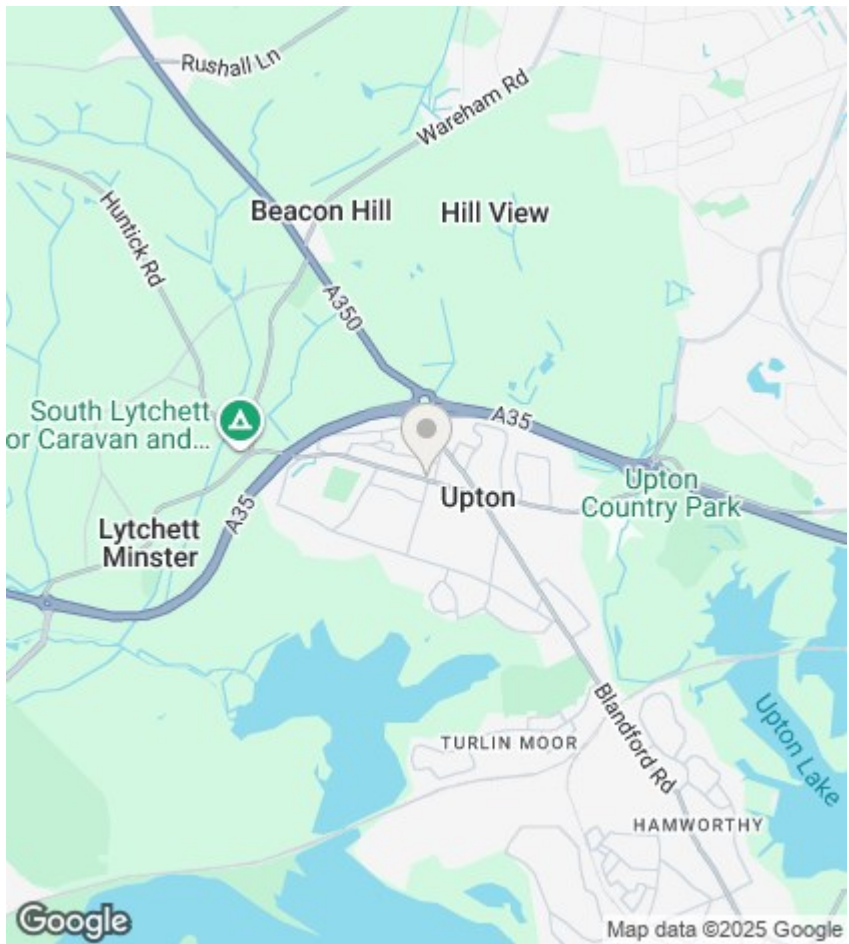 Rushall Ln
Wareham Rd
Huntick Rd
Beacon Hill
Hill View
A350
South Lytchett
or Caravan and...
A35
A35
Upton
Upton
Country Park
Lytchett
Minster
A35
Blandford Rd
Upton Lake
TURLIN MOOR
HAMWORTHY
Google
Map data ©2025 Google